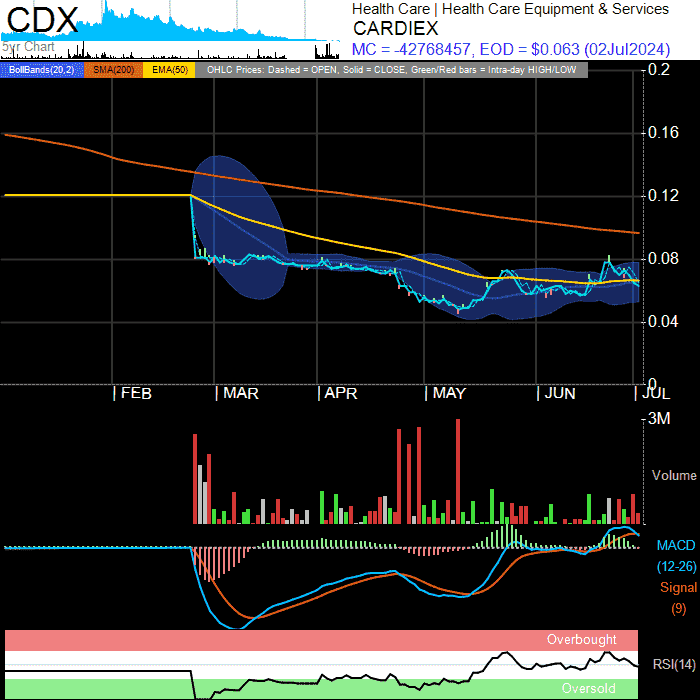 CDX
Health Care | Health Care Equipment & Services
CARDIEX
5yr Chart
MC = -42768457, EOD = $0.063 (02Jul2024)
BollBands(20,2) SMA(200) EMA(50) OHLC Prices: Dashed = OPEN, Solid = CLOSE, Green/Red bars = Intra-day HIGH/LOW
0.2
0.16
0.12
0.08
0.04
0
| FEB | MAR | APR | MAY | JUN | JUL
3M
Volume
MACD
(12-26)
Signal
(9)
Overbought
RSI(14)
Oversold